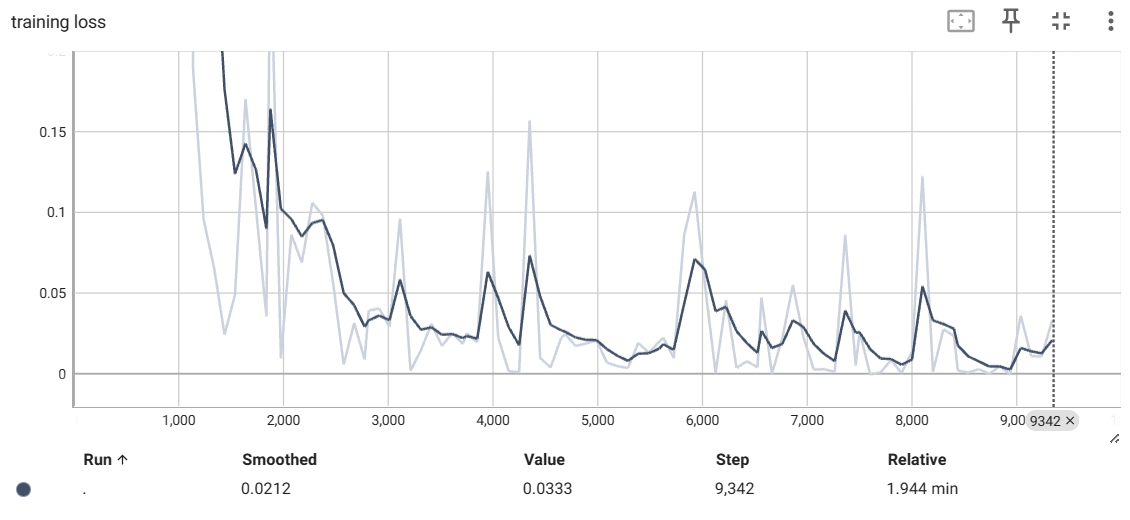 training loss
0.15
0.1
0.05
0
1,000 2,000 3,000 4,000 5,000 6,000 7,000 8,000 9,00 9342 ×
Run ↑ Smoothed Value Step Relative
. 0.0212 0.0333 9,342 1.944 min